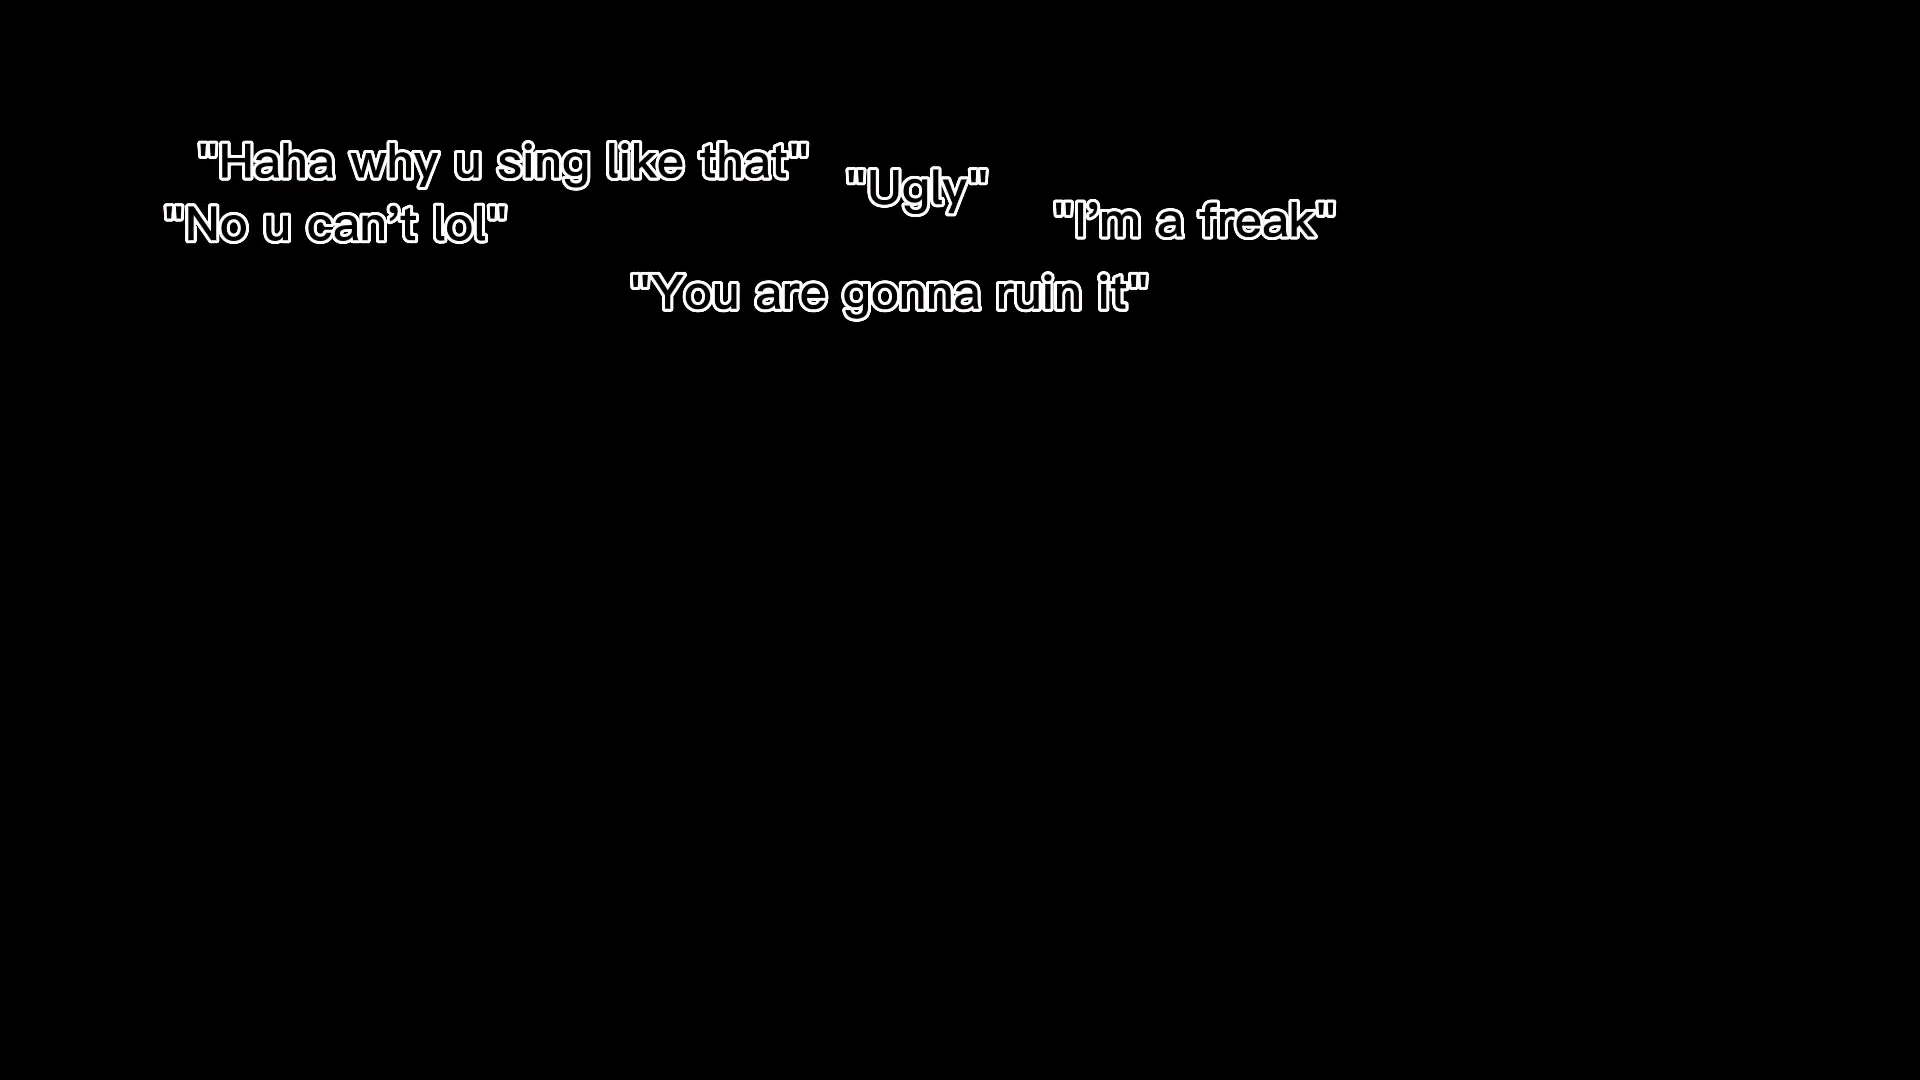 "Haha why u sing like that"
"Ugly"
"No u can’t lol"
"I’m a freak"
"You are gonna ruin it"